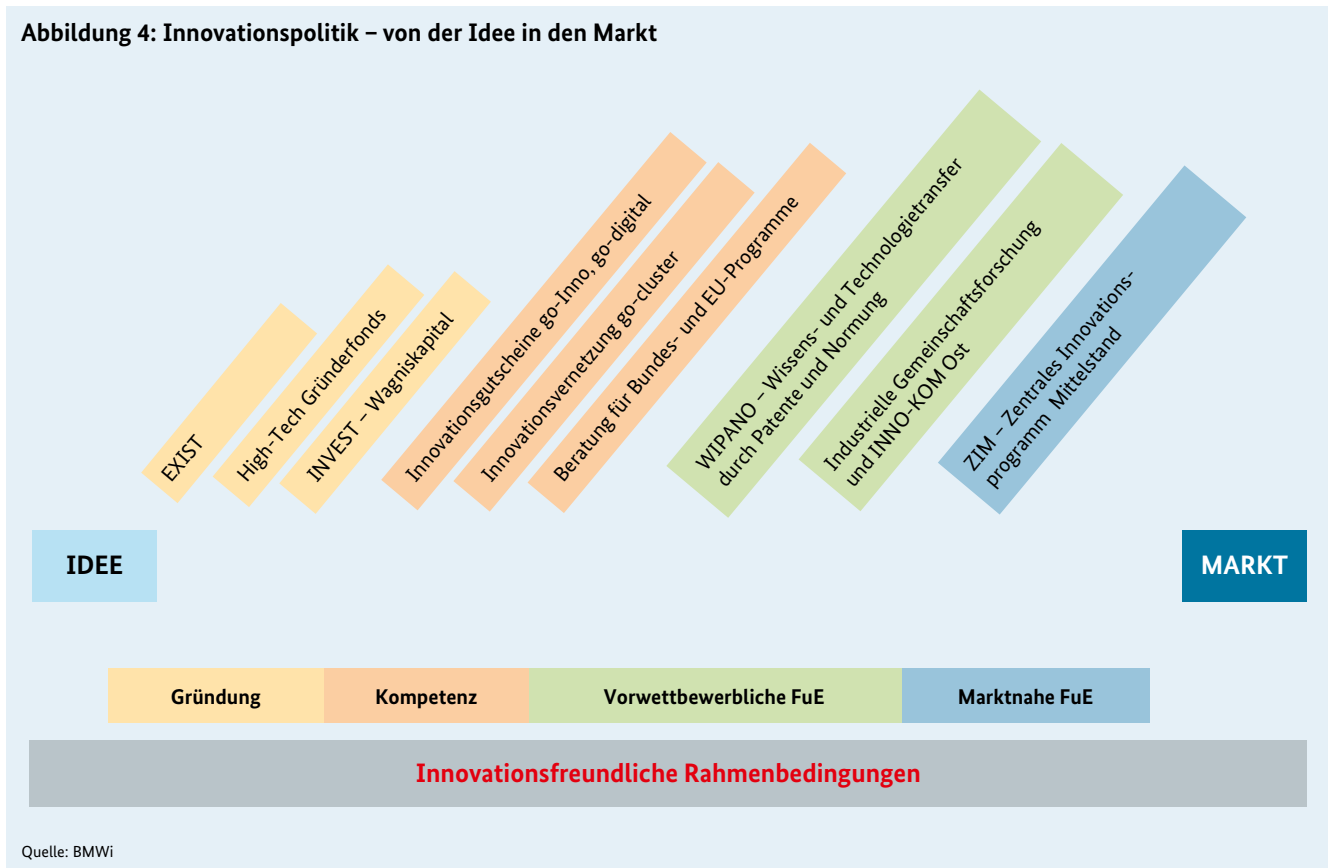 Abbildung 4: Innovationspolitik – von der Idee in den Markt
EXIST
High-Tech Gründerfonds
INVEST – Wagniskapital
Innovationsgutscheine go-Inno, go-digital
Innovationsvernetzung go-cluster
Beratung für Bundes- und EU-Programme
WIPANO – Wissens- und Technologietransfer
durch Patente und Normung
Industrielle Gemeinschaftsforschung
und INNO-KOM Ost
ZIM – Zentrales Innovations-
programm Mittelstand
IDEE
MARKT
Gründung
Kompetenz
Vorwettbewerbliche FuE
Marktnahe FuE
Innovationsfreundliche Rahmenbedingungen
Quelle: BMWi